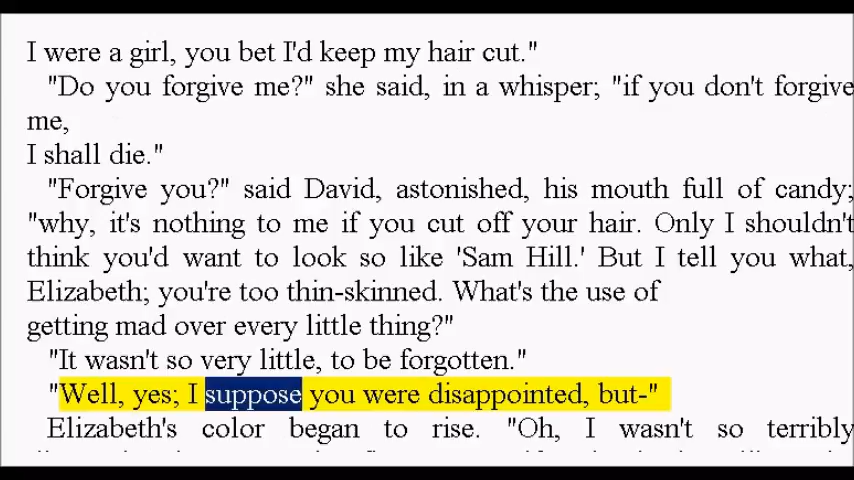 I were a girl, you bet I'd keep my hair cut."
"Do you forgive me?" she said, in a whisper; "if you don't forgive
me,
I shall die."
"Forgive you?" said David, astonished, his mouth full of candy;
"why, it's nothing to me if you cut off your hair. Only I shouldn't
think you'd want to look so like 'Sam Hill.' But I tell you what,
Elizabeth; you're too thin-skinned. What's the use of
getting mad over every little thing?"
"It wasn't so very little, to be forgotten."
"Well, yes; I suppose you were disappointed, but-"
Elizabeth's color began to rise. "Oh, I wasn't so terribly